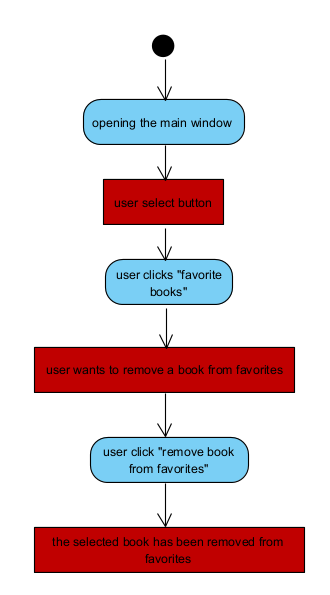 opening the main window
user select button
user clicks "favorite
books"
user wants to remove a book from favorites
user click "remove book
from favorites"
the selected book has been removed from
favorites